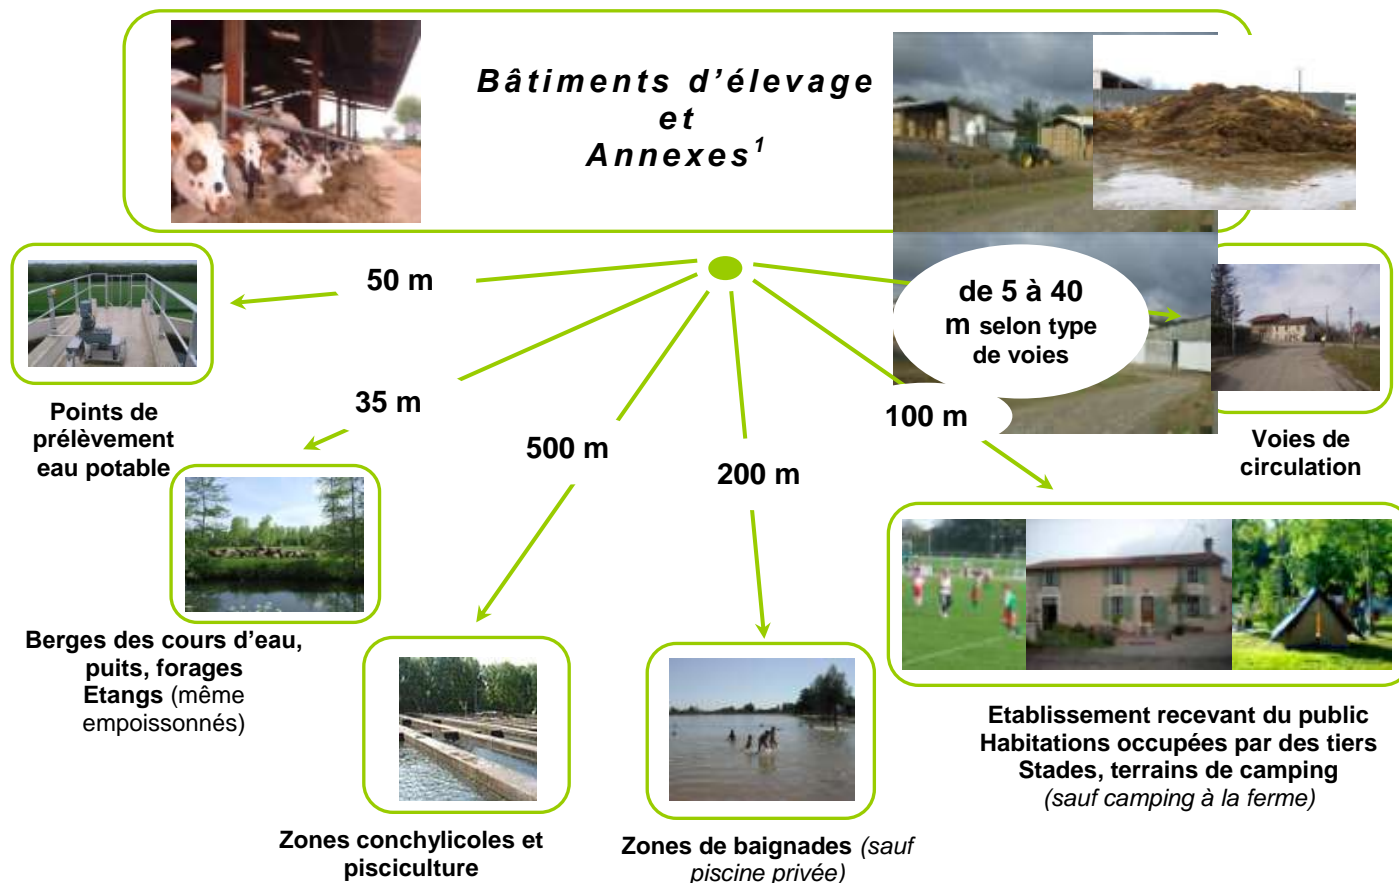 Bâtiments d’élevage
et
Annexes¹
50 m
35 m
500 m
200 m
100 m
de 5 à 40
m selon type
de voies
Points de
prélèvement
eau potable
Voies de
circulation
Berges des cours d’eau,
puits, forages
Etangs (même
empoissonnés)
Zones conchylicoles et
pisciculture
Zones de baignades (sauf
piscine privée)
Etablissement recevant du public
Habitations occupées par des tiers
Stades, terrains de camping
(sauf camping à la ferme)